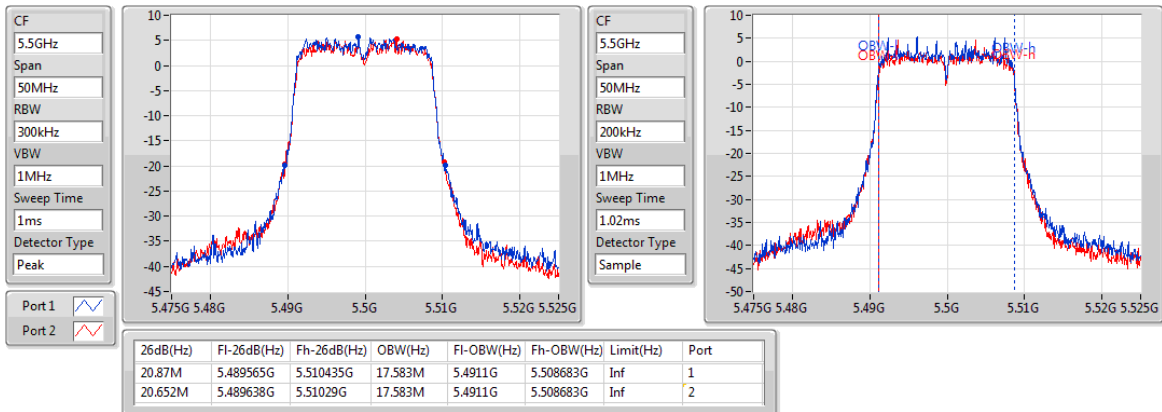 CF
5.5GHz
Span
50MHz
RBW
300kHz
VBW
1MHz
Sweep Time
1ms
Detector Type
Peak
Port 1
Port 2
10
5
0
-5
-10
-15
-20
-25
-30
-35
-40
-45
5.475G 5.48G 5.49G 5.5G 5.51G 5.52G 5.525G
CF
5.5GHz
Span
50MHz
RBW
200kHz
VBW
1MHz
Sweep Time
1.02ms
Detector Type
Sample
10
5
0
-5
-10
-15
-20
-25
-30
-35
-40
-45
-50
OBW-h
OBW-h
5.475G 5.48G 5.49G 5.5G 5.51G 5.52G 5.525G
26dB(Hz) Fl-26dB(Hz) Fh-26dB(Hz) OBW(Hz) Fl-OBW(Hz) Fh-OBW(Hz) Limit(Hz) Port
20.87M 5.489565G 5.510435G 17.583M 5.4911G 5.508683G Inf 1
20.652M 5.489638G 5.51029G 17.583M 5.4911G 5.508683G Inf 2